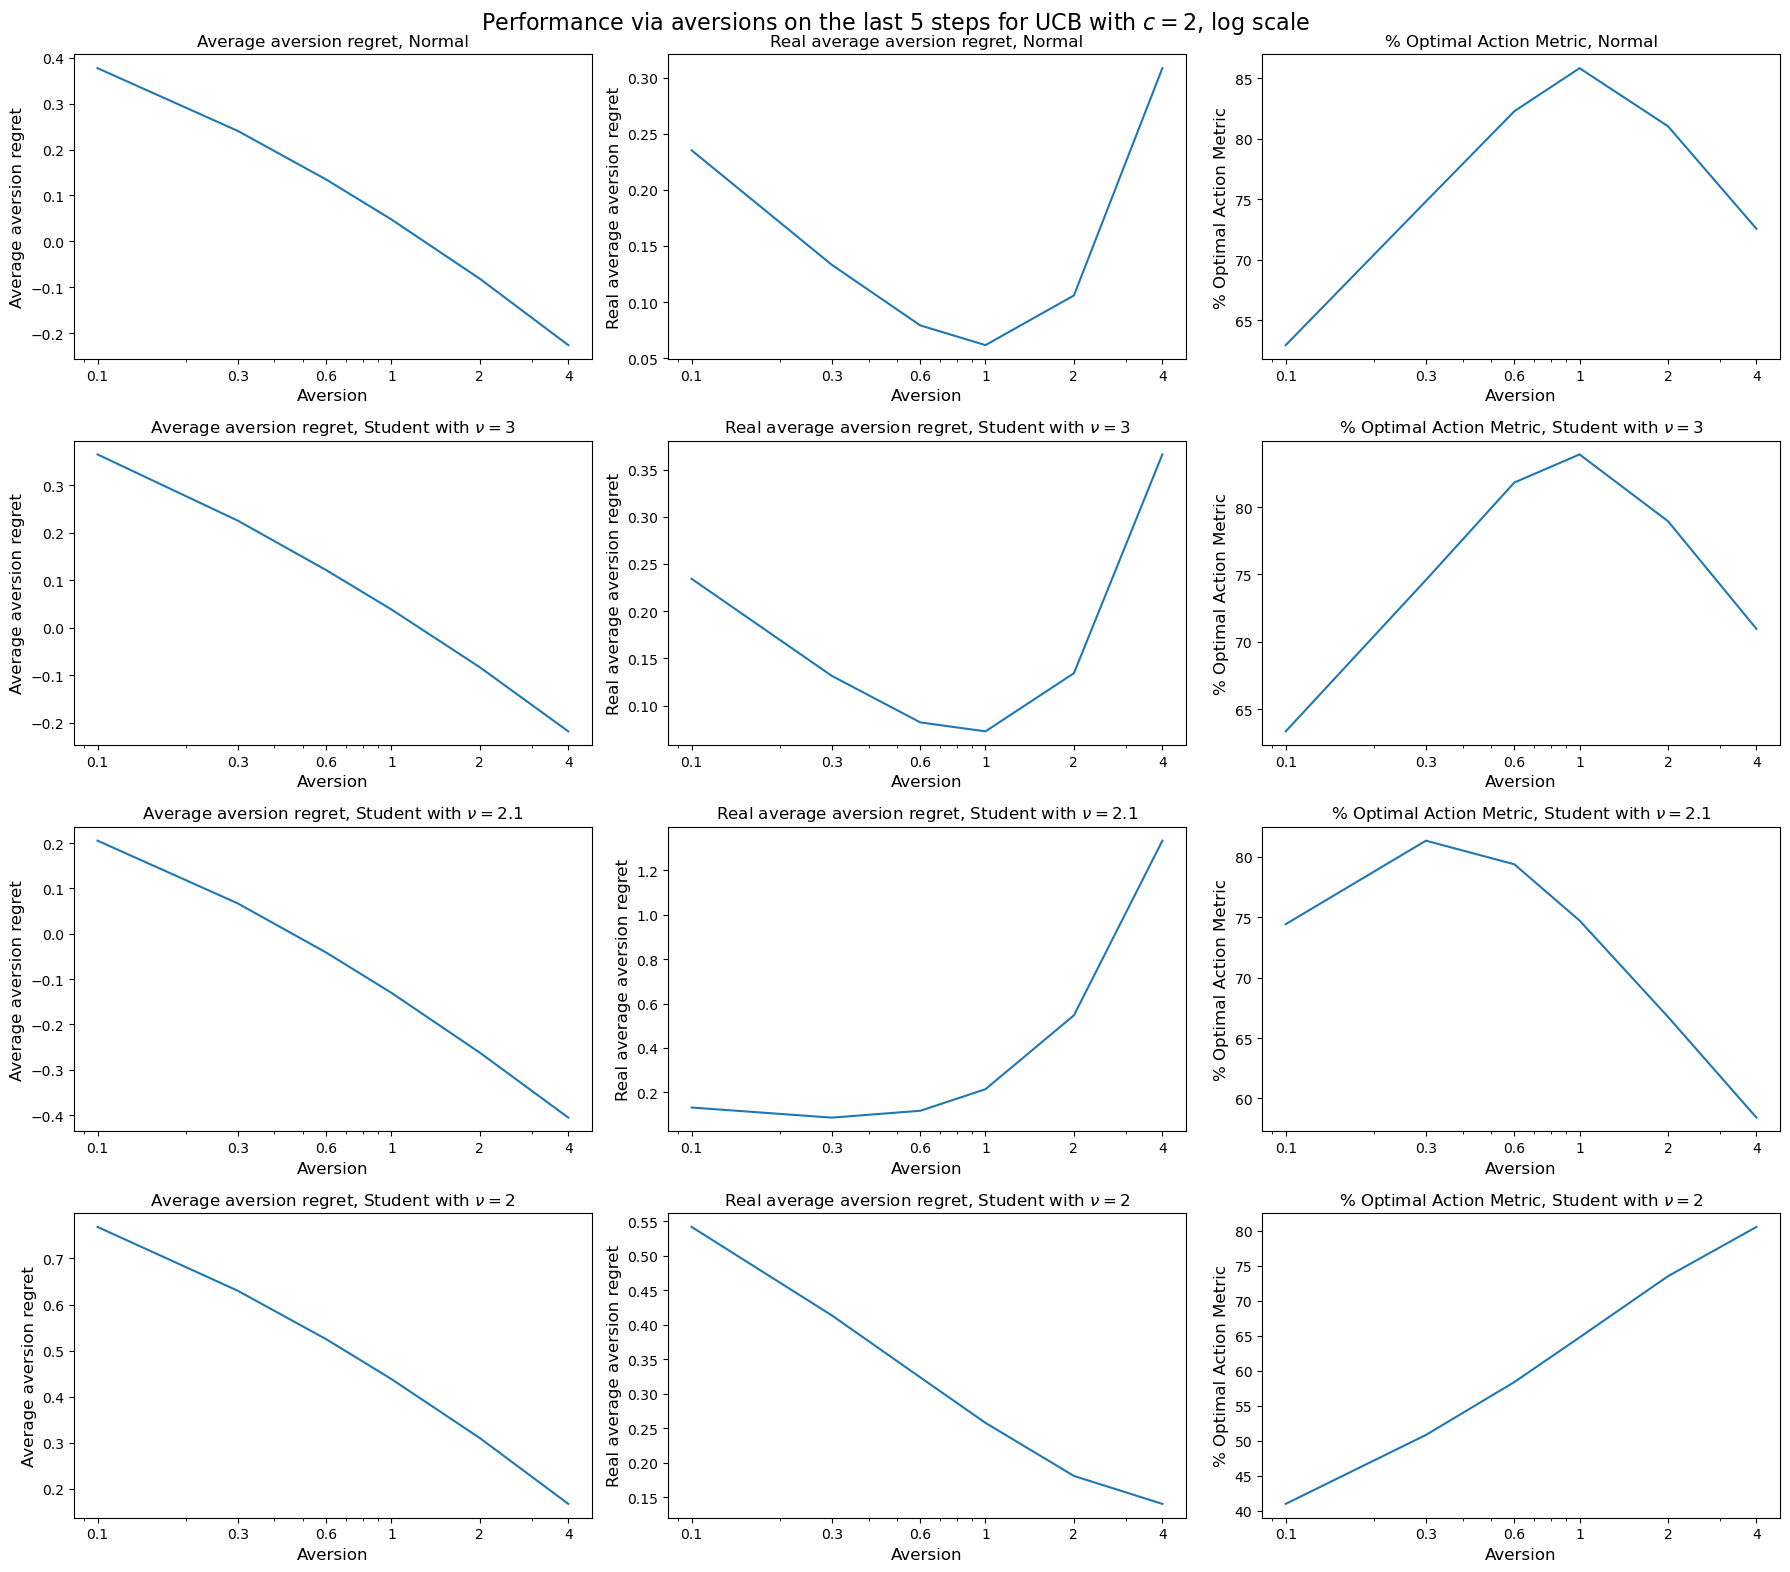 Performance via aversions on the last 5 steps for UCB with c = 2, log scale
Average aversion regret, Normal
Average aversion regret
0.4
0.3
0.2
0.1
0.0
−0.1
−0.2
0.1 0.3 0.6 1 2 4
Aversion
Real average aversion regret, Normal
Real average aversion regret
0.30
0.25
0.20
0.15
0.10
0.05
0.1 0.3 0.6 1 2 4
Aversion
% Optimal Action Metric, Normal
% Optimal Action Metric
85
80
75
70
65
0.1 0.3 0.6 1 2 4
Aversion
Average aversion regret, Student with ν = 3
Average aversion regret
0.3
0.2
0.1
0.0
−0.1
−0.2
0.1 0.3 0.6 1 2 4
Aversion
Real average aversion regret, Student with ν = 3
Real average aversion regret
0.35
0.30
0.25
0.20
0.15
0.10
0.1 0.3 0.6 1 2 4
Aversion
% Optimal Action Metric, Student with ν = 3
% Optimal Action Metric
80
75
70
65
0.1 0.3 0.6 1 2 4
Aversion
Average aversion regret, Student with ν = 2.1
Average aversion regret
0.2
0.1
0.0
−0.1
−0.2
−0.3
−0.4
0.1 0.3 0.6 1 2 4
Aversion
Real average aversion regret, Student with ν = 2.1
Real average aversion regret
1.2
1.0
0.8
0.6
0.4
0.2
0.1 0.3 0.6 1 2 4
Aversion
% Optimal Action Metric, Student with ν = 2.1
% Optimal Action Metric
80
75
70
65
60
0.1 0.3 0.6 1 2 4
Aversion
Average aversion regret, Student with ν = 2
Average aversion regret
0.7
0.6
0.5
0.4
0.3
0.2
0.1 0.3 0.6 1 2 4
Aversion
Real average aversion regret, Student with ν = 2
Real average aversion regret
0.55
0.50
0.45
0.40
0.35
0.30
0.25
0.20
0.15
0.1 0.3 0.6 1 2 4
Aversion
% Optimal Action Metric, Student with ν = 2
% Optimal Action Metric
80
75
70
65
60
55
50
45
40
0.1 0.3 0.6 1 2 4
Aversion